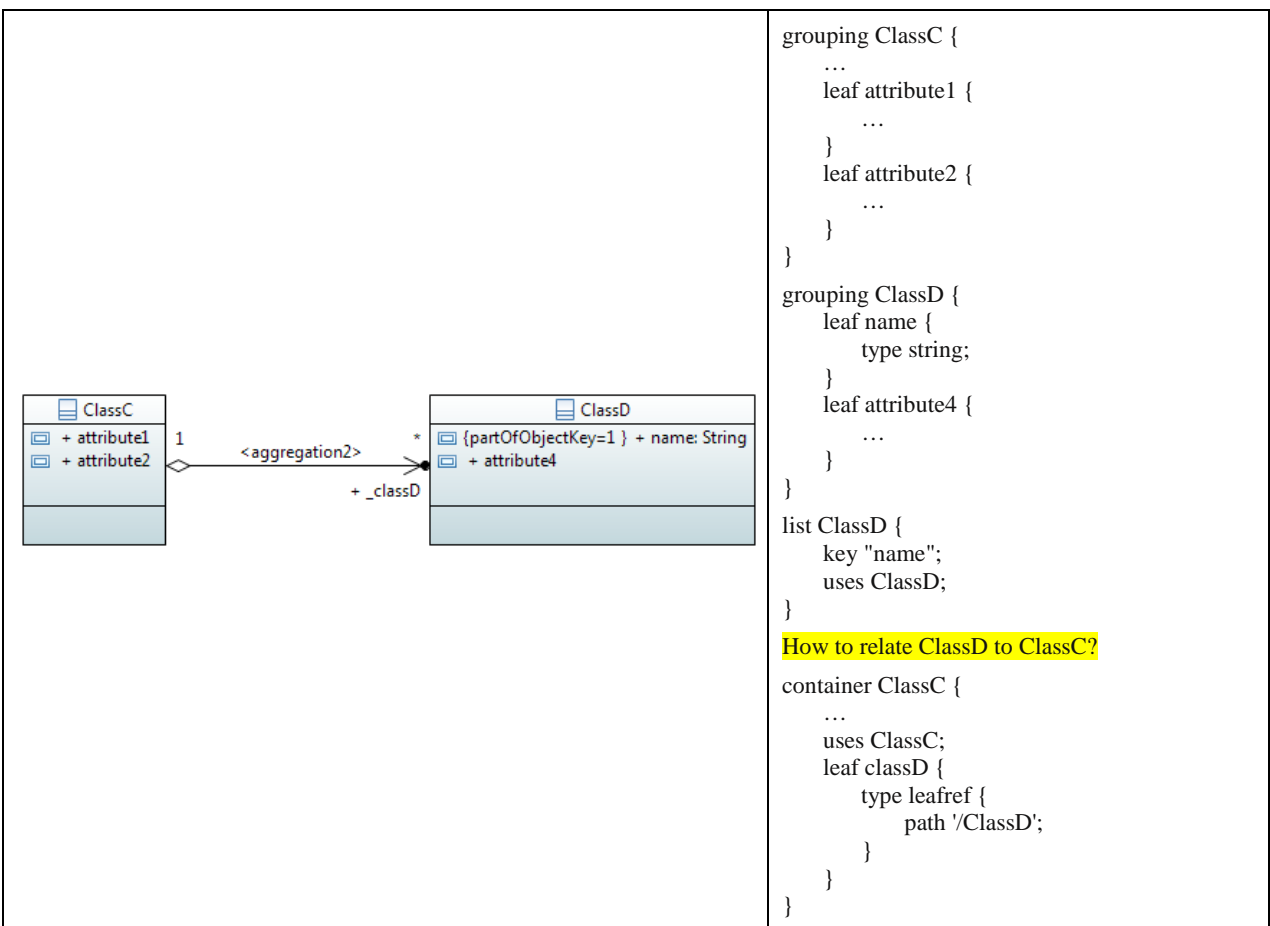 ClassC
+ attribute1
+ attribute2
1
<aggregation2>
*
+ _classD
ClassD
{partOfObjectKey=1 } + name: String
+ attribute4
grouping ClassC {
…
leaf attribute1 {
…
}
leaf attribute2 {
…
}
}
grouping ClassD {
leaf name {
type string;
}
leaf attribute4 {
…
}
}
list ClassD {
key "name";
uses ClassD;
}
How to relate ClassD to ClassC?
container ClassC {
…
uses ClassC;
leaf classD {
type leafref {
path '/ClassD';
}
}
}